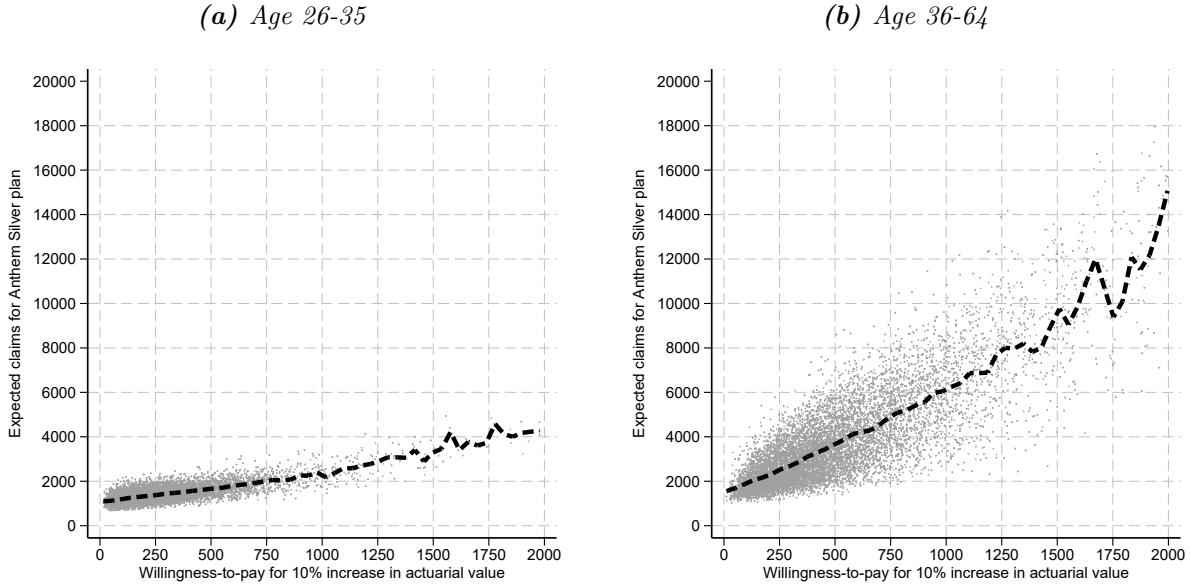 (a) Age 26-35
20000
18000
16000
14000
12000
10000
8000
6000
4000
2000
0
Expected claims for Anthem Silver plan
0 250 500 750 1000 1250 1500 1750 2000
Willingness-to-pay for 10% increase in actuarial value
(b) Age 36-64
20000
18000
16000
14000
12000
10000
8000
6000
4000
2000
0
Expected claims for Anthem Silver plan
0 250 500 750 1000 1250 1500 1750 2000
Willingness-to-pay for 10% increase in actuarial value